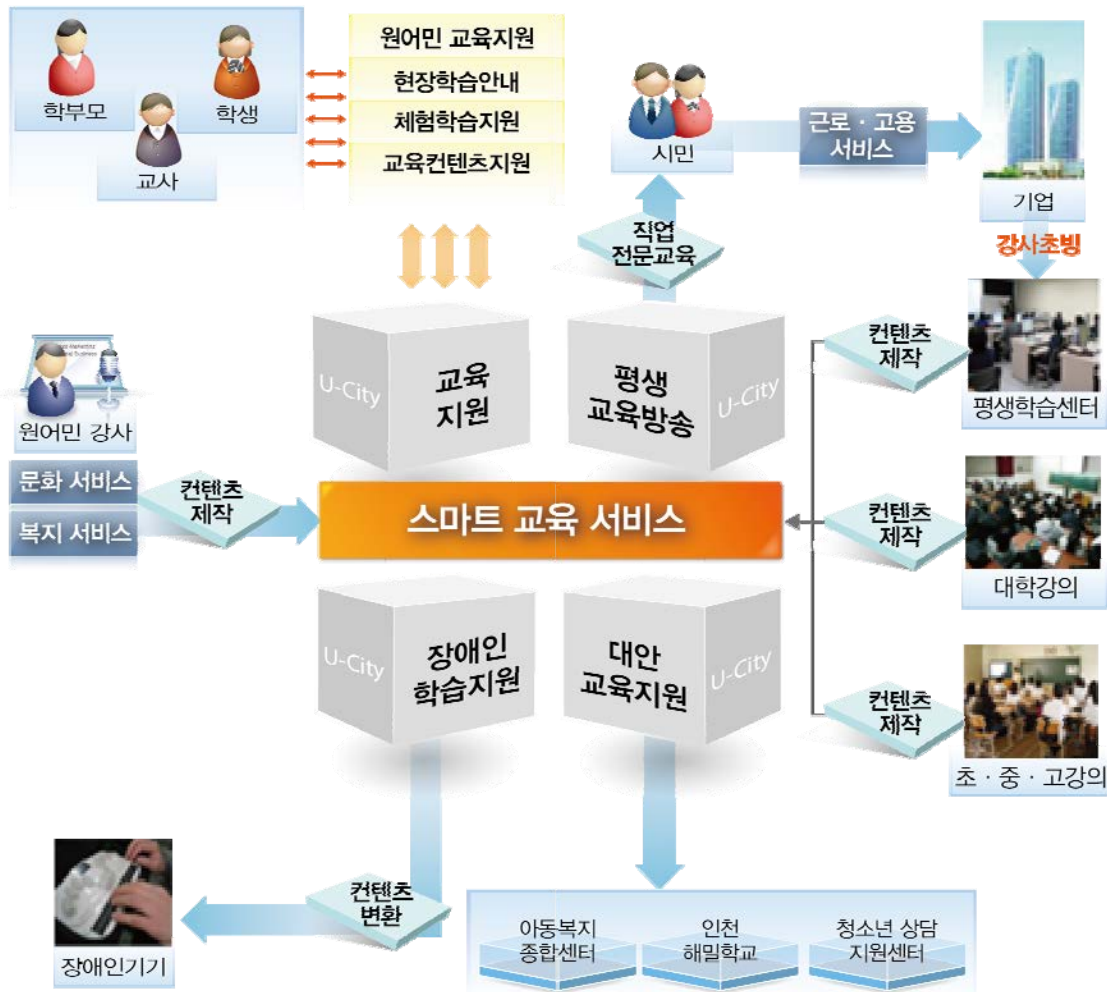 원어민 교육지원
현장학습안내
체험학습지원
교육컨텐츠지원
학부모
학생
교사
시민
근로 · 고용
서비스
기업
강사초빙
직업
전문교육
컨텐츠
제작
평생학습센터
원어민 강사
문화 서비스
복지 서비스
컨텐츠
제작
U-City
교육
지원
평생
교육방송
U-City
스마트 교육 서비스
컨텐츠
제작
대학강의
U-City
장애인
학습지원
대안
교육지원
U-City
컨텐츠
제작
초 · 중 · 고강의
컨텐츠
변환
장애인기기
아동복지
종합센터
인천
해밀학교
청소년 상담
지원센터